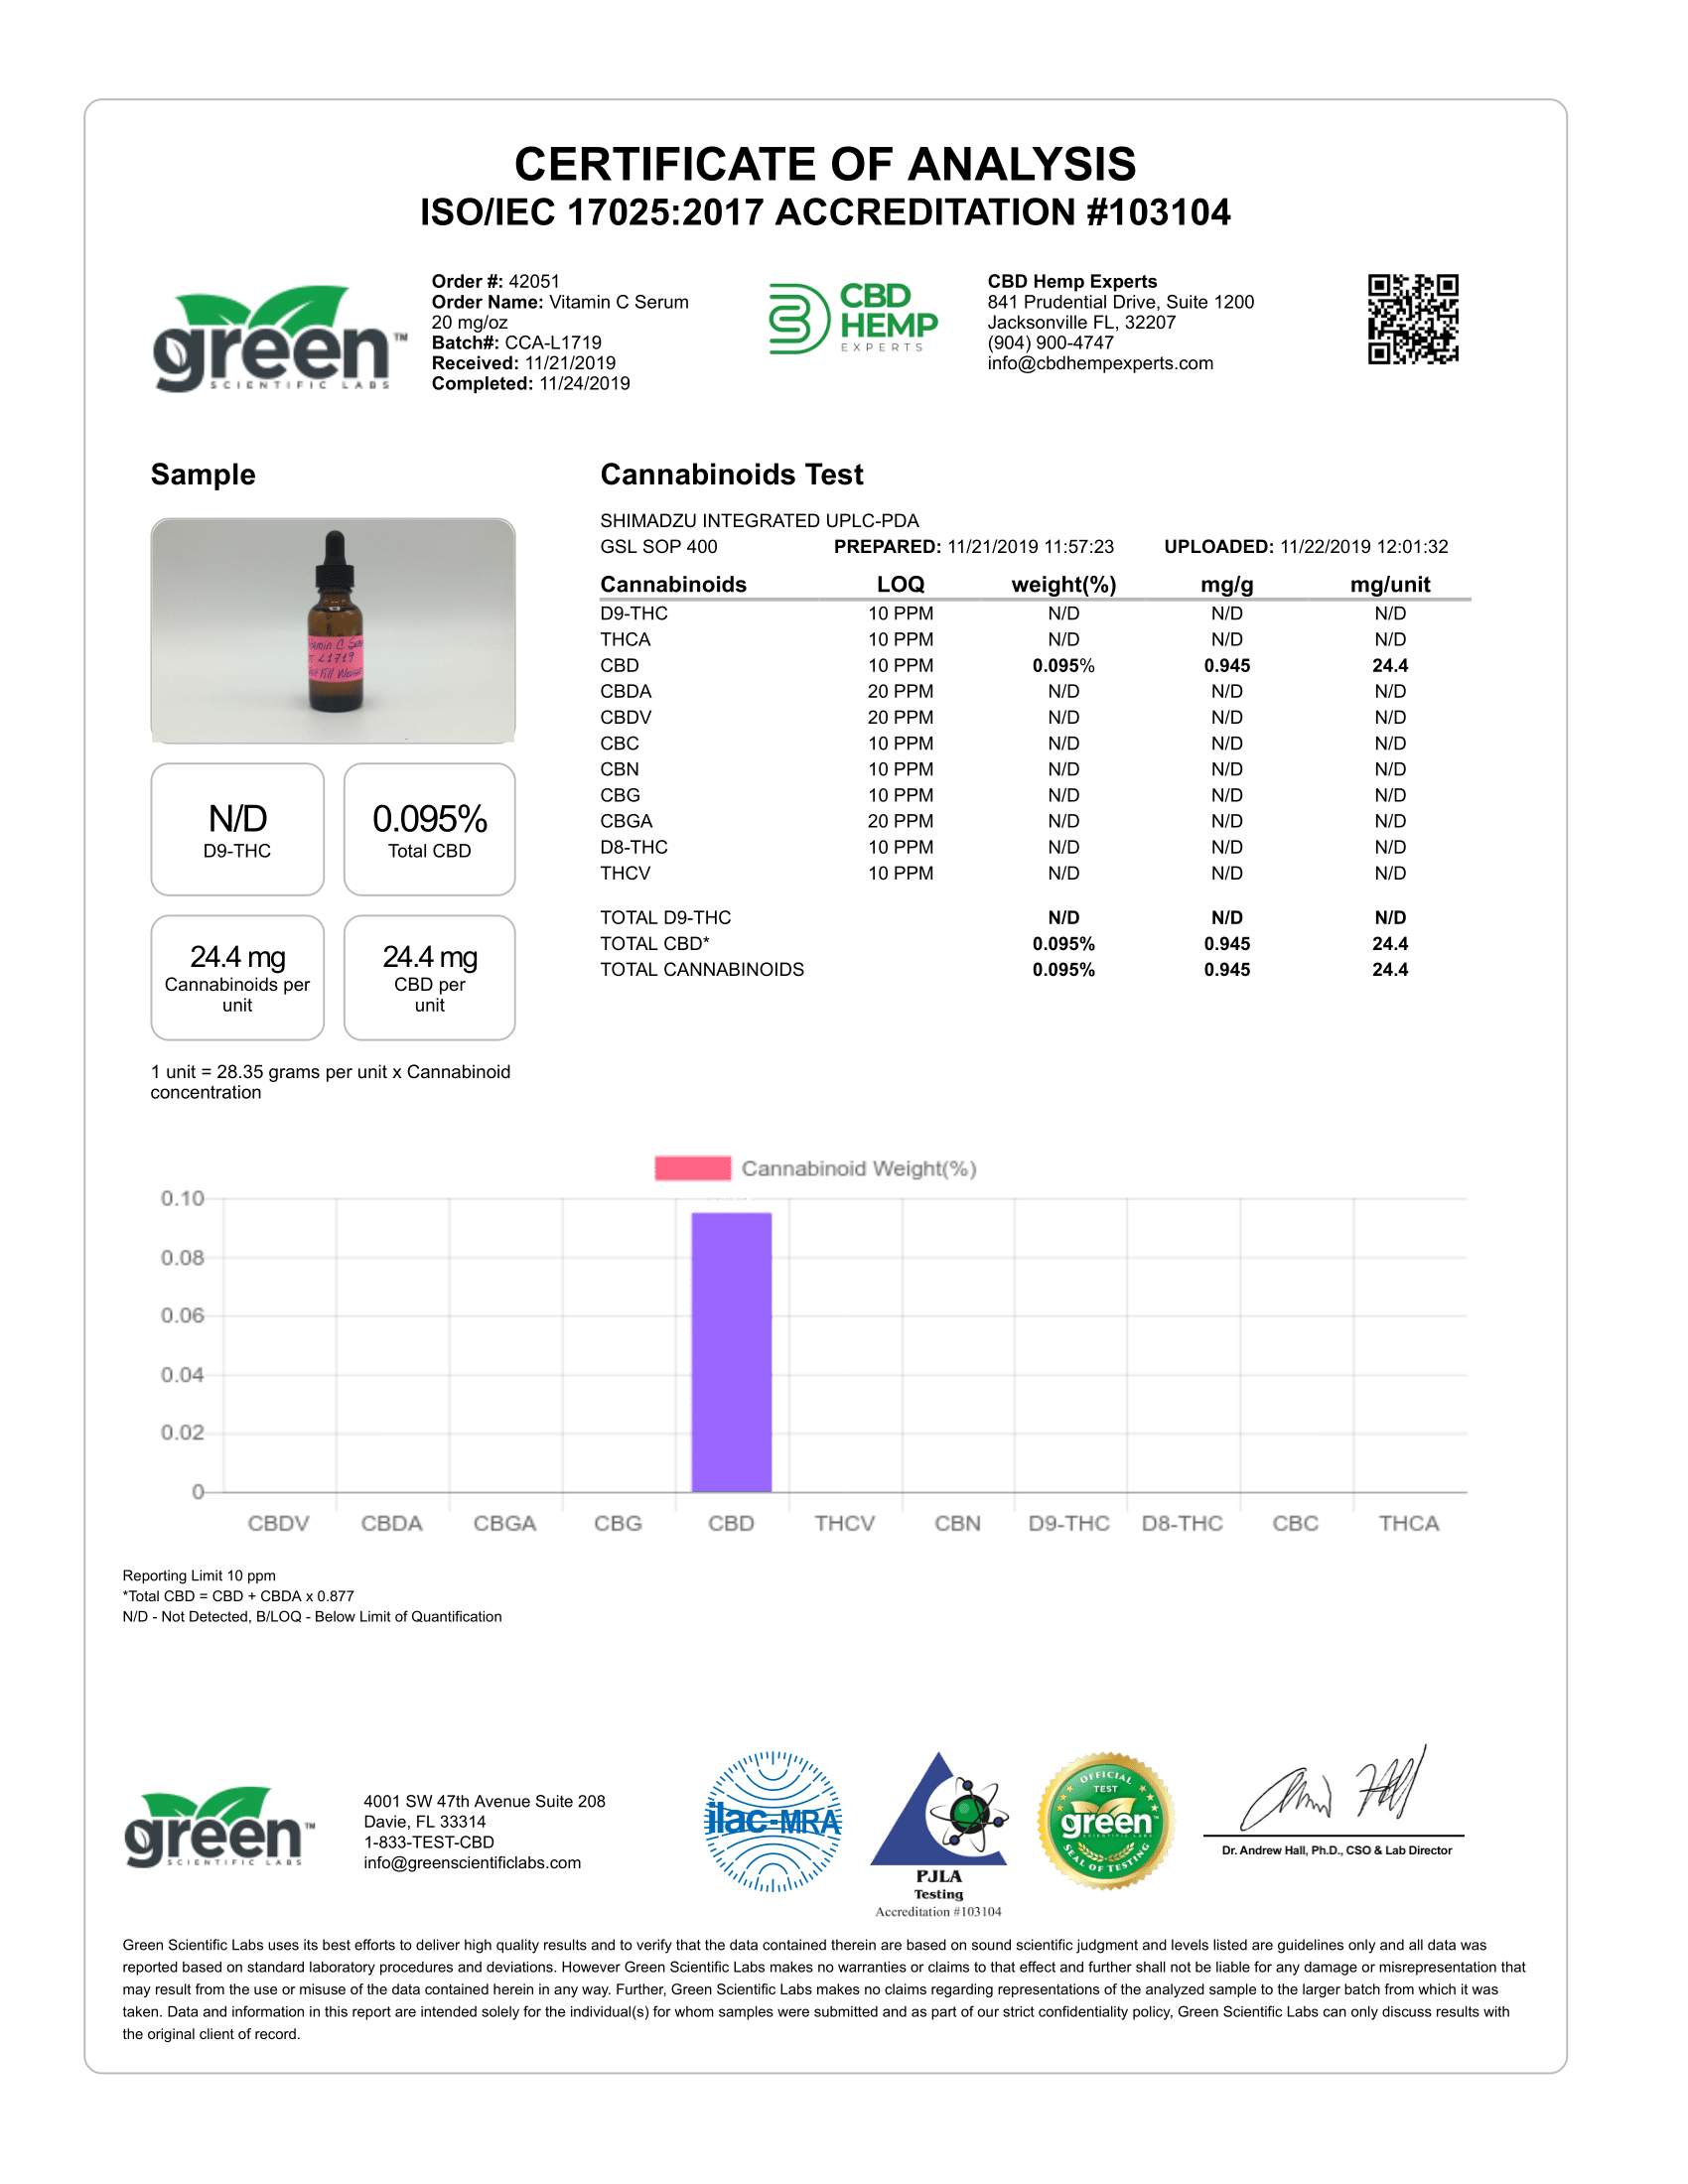 CERTIFICATE OF ANALYSIS
ISO/IEC 17025:2017 ACCREDITATION #103104
green™
SCIENTIFIC LABS
Order #: 42051
Order Name: Vitamin C Serum
20 mg/oz
Batch#: CCA-L1719
Received: 11/21/2019
Completed: 11/24/2019
CBD
HEMP
EXPERTS
CBD Hemp Experts
841 Prudential Drive, Suite 1200
Jacksonville FL, 32207
(904) 900-4747
info@cbdhempexperts.com
Sample
L1719
Fill
N/D
D9-THC
0.095%
Total CBD
24.4 mg
Cannabinoids per
unit
24.4 mg
CBD per
unit
1 unit = 28.35 grams per unit x Cannabinoid
concentration
Cannabinoids Test
SHIMADZU INTEGRATED UPLC-PDA
GSL SOP 400 PREPARED: 11/21/2019 11:57:23 UPLOADED: 11/22/2019 12:01:32
Cannabinoids LOQ weight(%) mg/g mg/unit
D9-THC 10 PPM N/D N/D N/D
THCA 10 PPM N/D N/D N/D
CBD 10 PPM 0.095% 0.945 24.4
CBDA 20 PPM N/D N/D N/D
CBDV 20 PPM N/D N/D N/D
CBC 10 PPM N/D N/D N/D
CBN 10 PPM N/D N/D N/D
CBG 10 PPM N/D N/D N/D
CBGA 20 PPM N/D N/D N/D
D8-THC 10 PPM N/D N/D N/D
THCV 10 PPM N/D N/D N/D
TOTAL D9-THC N/D N/D N/D
TOTAL CBD* 0.095% 0.945 24.4
TOTAL CANNABINOIDS 0.095% 0.945 24.4
Cannabinoid Weight(%)
0.10
0.08
0.06
0.04
0.02
0
CBDV CBDA CBGA CBG CBD THCV CBN D9-THC D8-THC CBC THCA
Reporting Limit 10 ppm
*Total CBD = CBD + CBDA x 0.877
N/D - Not Detected, B/LOQ - Below Limit of Quantification
green™
SCIENTIFIC LABS
4001 SW 47th Avenue Suite 208
Davie, FL 33314
1-833-TEST-CBD
info@greenscientificlabs.com
ilac-MRA
PJLA
Testing
Accreditation #103104
OFFICIAL
TEST
green™
SCIENTIFIC LABS
SEAL OF TESTING
Dr. Andrew Hall, Ph.D., CSO & Lab Director
Green Scientific Labs uses its best efforts to deliver high quality results and to verify that the data contained therein are based on sound scientific judgment and levels listed are guidelines only and all data was
reported based on standard laboratory procedures and deviations. However Green Scientific Labs makes no warranties or claims to that effect and further shall not be liable for any damage or misrepresentation that
may result from the use or misuse of the data contained herein in any way. Further, Green Scientific Labs makes no claims regarding representations of the analyzed sample to the larger batch from which it was
taken. Data and information in this report are intended solely for the individual(s) for whom samples were submitted and as part of our strict confidentiality policy, Green Scientific Labs can only discuss results with
the original client of record.